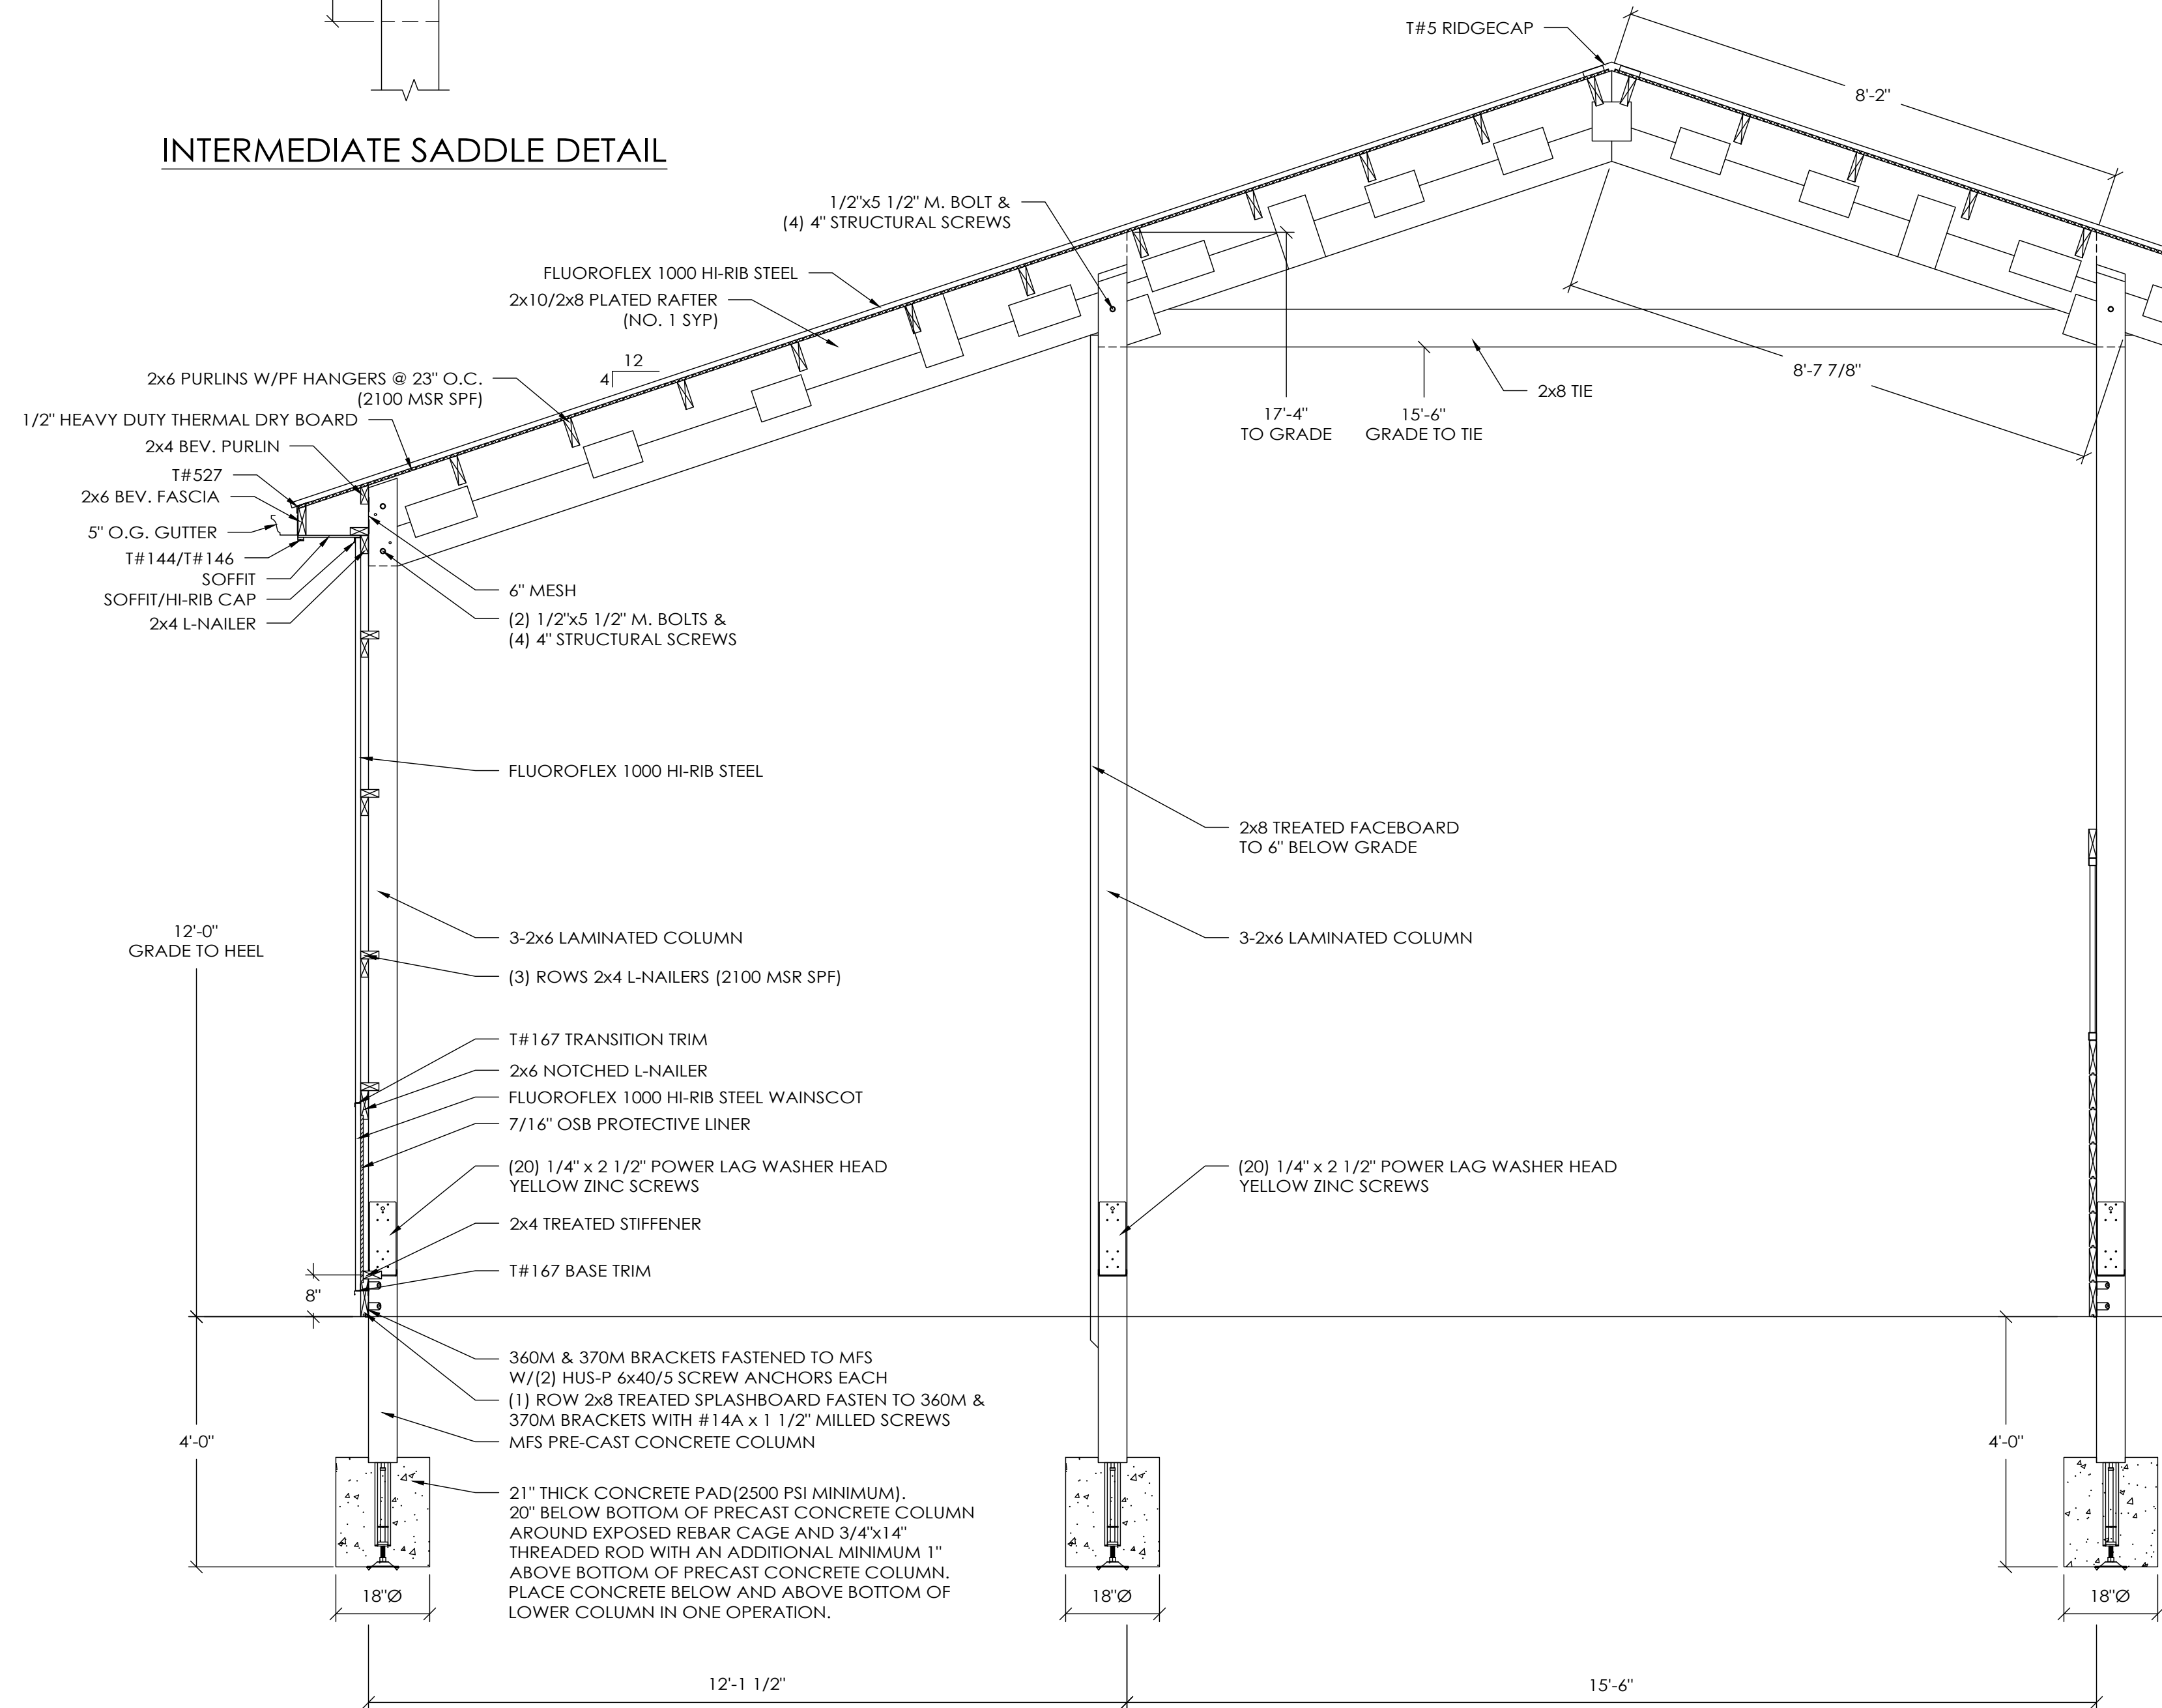 T#5 RIDGECAP
8'-2"
INTERMEDIATE SADDLE DETAIL
1/2"x5 1/2" M. BOLT &
(4) 4" STRUCTURAL SCREWS
FLUOROFLEX 1000 HI-RIB STEEL
2x10/2x8 PLATED RAFTER
(NO. 1 SYP)
12
4
2x6 PURLINS W/PF HANGERS @ 23" O.C.
(2100 MSR SPF)
1/2" HEAVY DUTY THERMAL DRY BOARD
2x4 BEV. PURLIN
T#527
2x6 BEV. FASCIA
5" O.G. GUTTER
T#144/T#146
SOFFIT
SOFFIT/HI-RIB CAP
2x4 L-NAILER
8'-7 7/8"
2x8 TIE
17'-4"
TO GRADE
15'-6"
GRADE TO TIE
6" MESH
(2) 1/2"x5 1/2" M. BOLTS &
(4) 4" STRUCTURAL SCREWS
FLUOROFLEX 1000 HI-RIB STEEL
2x8 TREATED FACEBOARD
TO 6" BELOW GRADE
12'-0"
GRADE TO HEEL
3-2x6 LAMINATED COLUMN
3-2x6 LAMINATED COLUMN
(3) ROWS 2x4 L-NAILERS (2100 MSR SPF)
T#167 TRANSITION TRIM
2x6 NOTCHED L-NAILER
FLUOROFLEX 1000 HI-RIB STEEL WAINSCOT
7/16" OSB PROTECTIVE LINER
(20) 1/4" x 2 1/2" POWER LAG WASHER HEAD
YELLOW ZINC SCREWS
(20) 1/4" x 2 1/2" POWER LAG WASHER HEAD
YELLOW ZINC SCREWS
2x4 TREATED STIFFENER
T#167 BASE TRIM
8"
360M & 370M BRACKETS FASTENED TO MFS
W/(2) HUS-P 6x40/5 SCREW ANCHORS EACH
(1) ROW 2x8 TREATED SPLASHBOARD FASTEN TO 360M &
370M BRACKETS WITH #14A x 1 1/2" MILLED SCREWS
MFS PRE-CAST CONCRETE COLUMN
4'-0"
4'-0"
21" THICK CONCRETE PAD(2500 PSI MINIMUM).
20" BELOW BOTTOM OF PRECAST CONCRETE COLUMN
AROUND EXPOSED REBAR CAGE AND 3/4"x14"
THREADED ROD WITH AN ADDITIONAL MINIMUM 1"
ABOVE BOTTOM OF PRECAST CONCRETE COLUMN.
PLACE CONCRETE BELOW AND ABOVE BOTTOM OF
LOWER COLUMN IN ONE OPERATION.
18"Ø
18"Ø
18"Ø
12'-1 1/2"
15'-6"